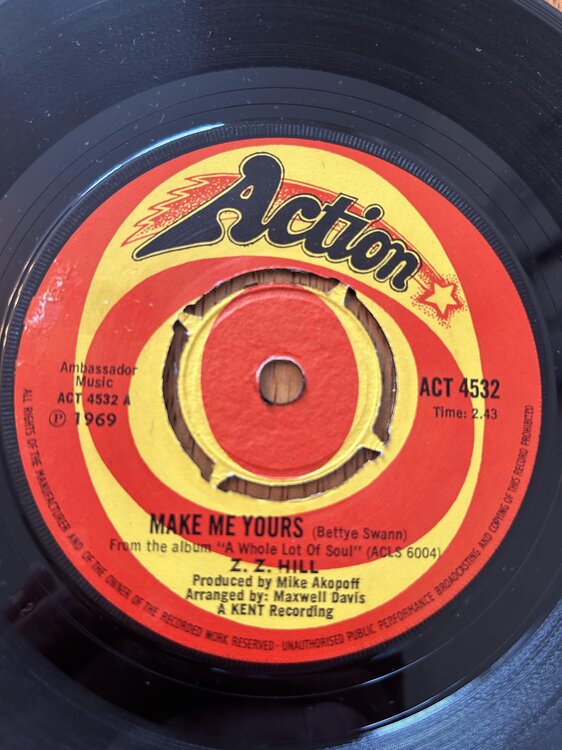 Action
Ambassador
Music
ACT 4532 A
Ⓟ 1969
ACT 4532
Time: 2.43
MAKE ME YOURS (Bettye Swann)
From the album "A Whole Lot Of Soul" (ACLS 6004)
Z. Z. HILL
Produced by Mike Akopoff
Arranged by: Maxwell Davis
A KENT Recording
ALL RIGHTS OF THE MANUFACTURER AND OF THE OWNER OF THE RECORDED WORK RESERVED · UNAUTHORISED PUBLIC PERFORMANCE BROADCASTING AND COPYING OF THIS RECORD PROHIBITED